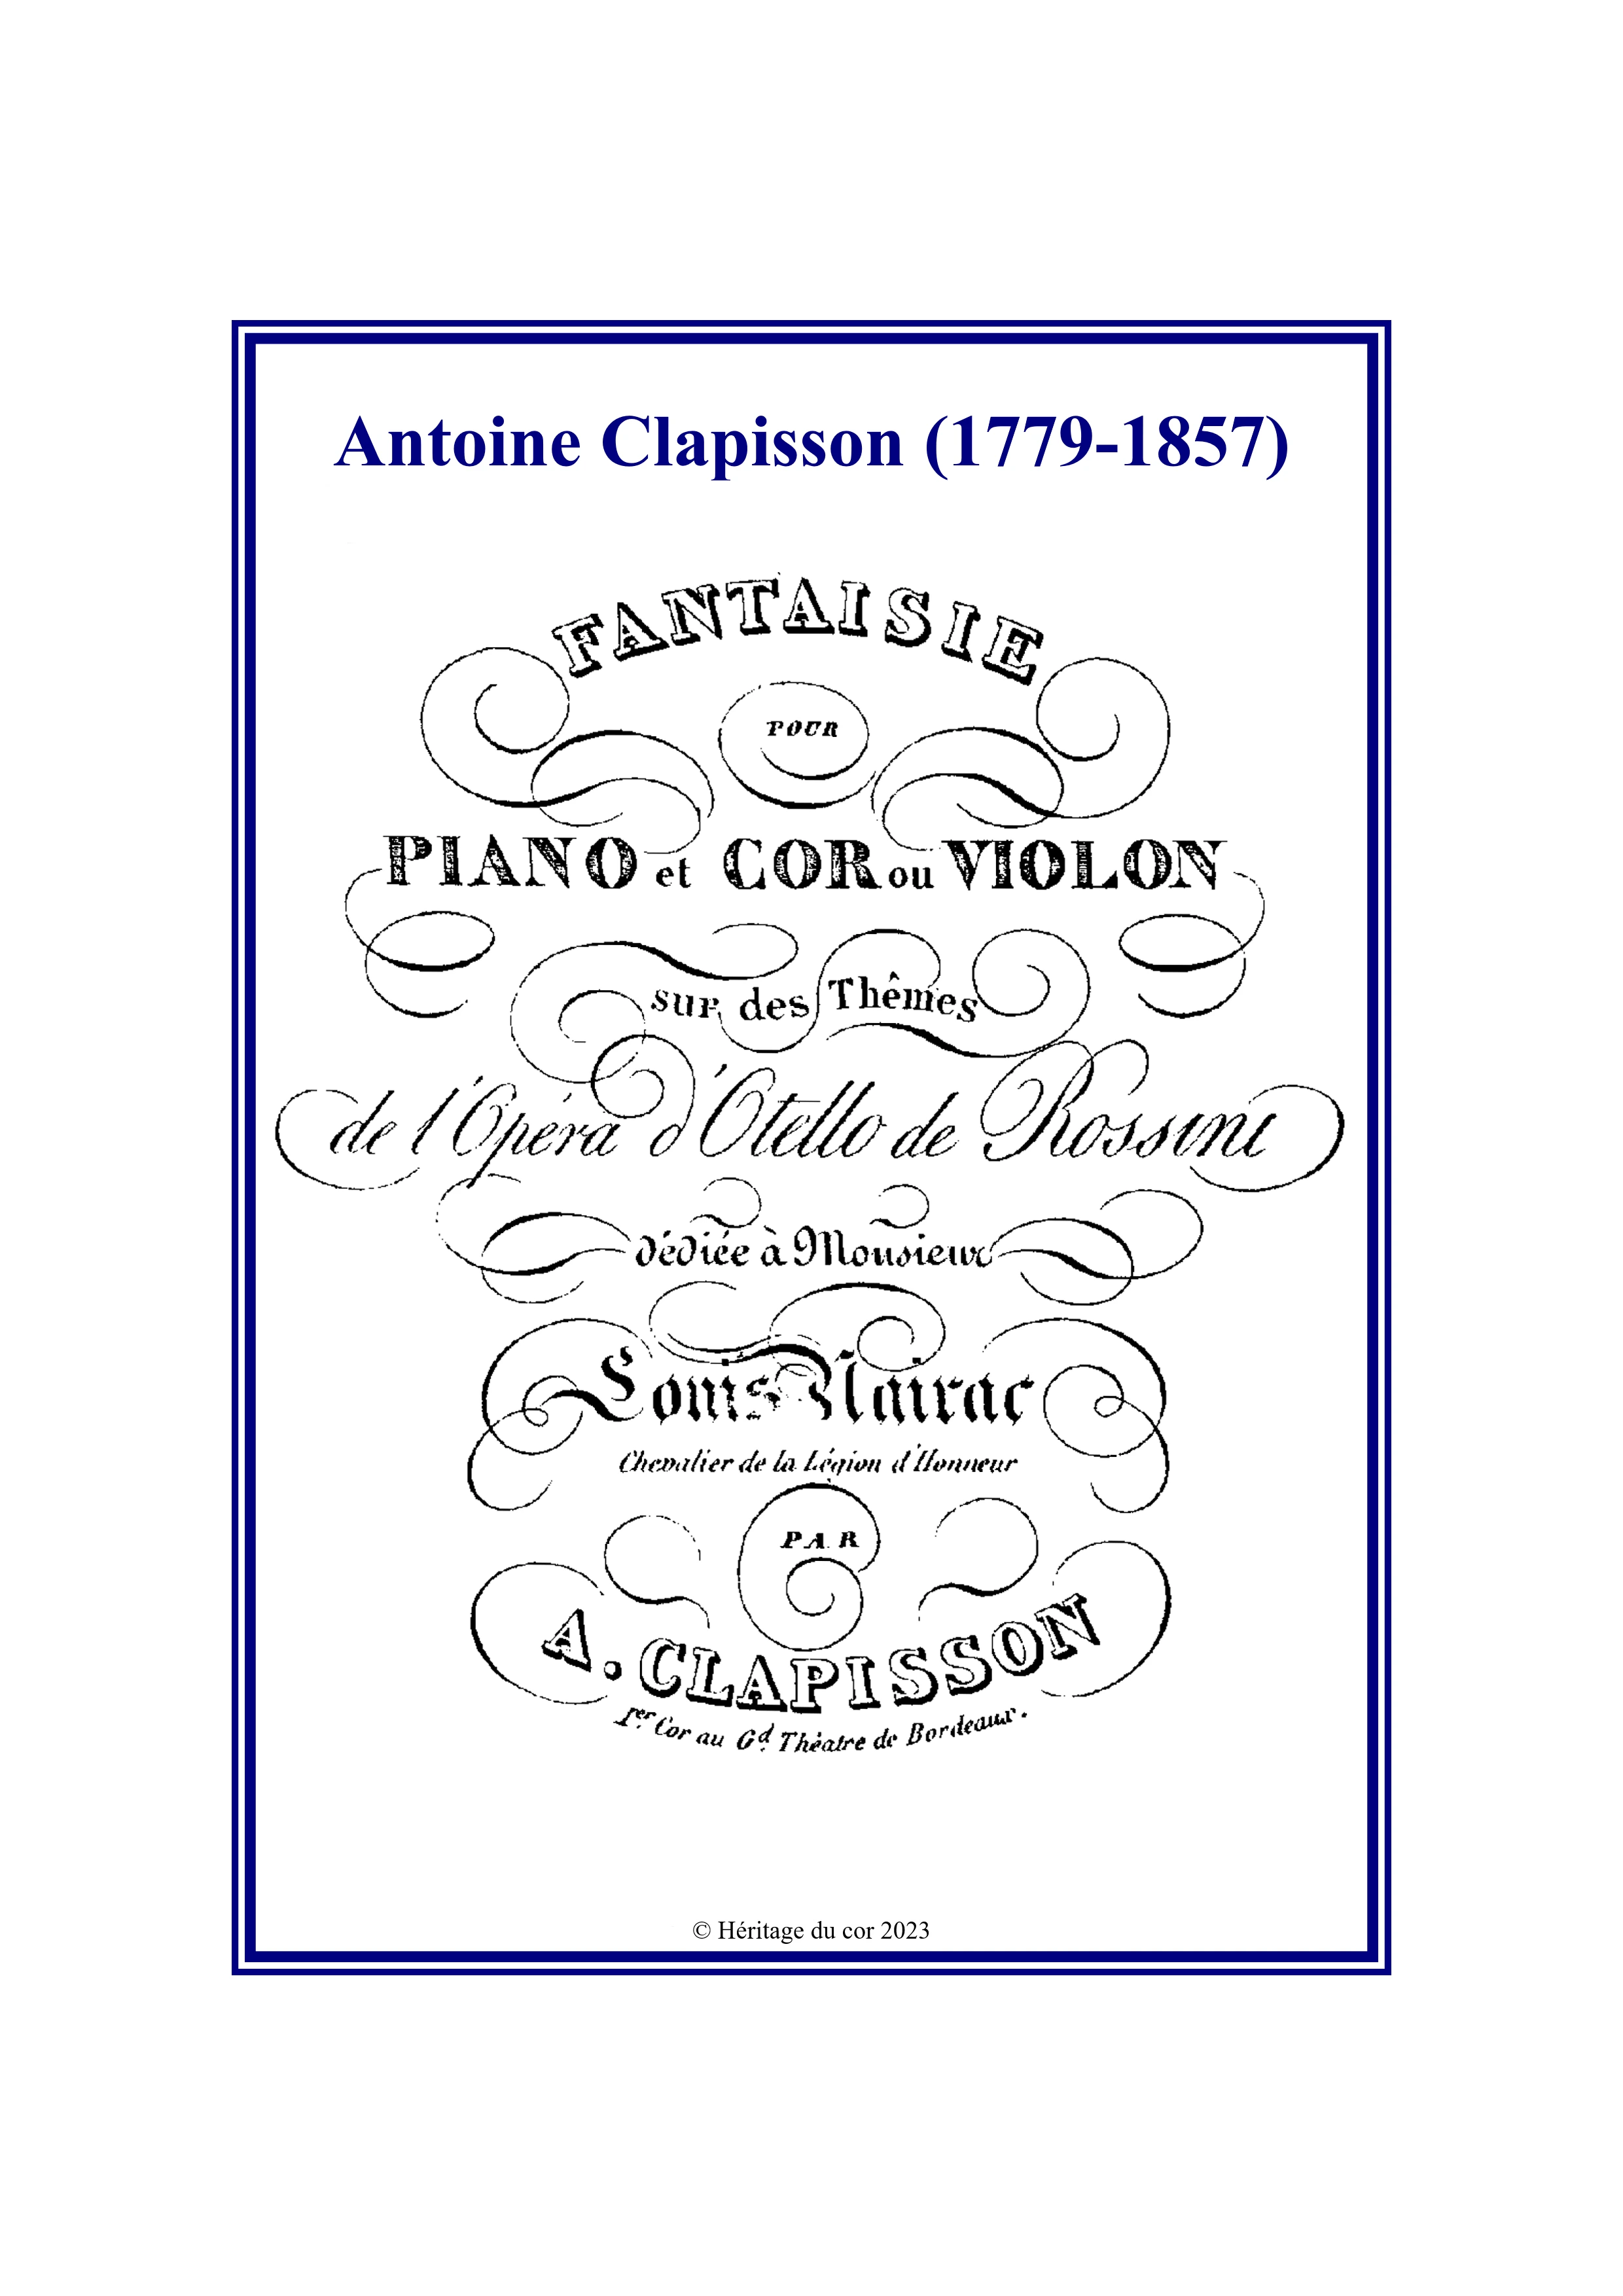 Antoine Clapisson (1779-1857)
FANTAISIE
POUR
PIANO et COR ou VIOLON
sur des Thêmes
de l'Opéra d'Otello de Rossini
dédiée à Monsieur
Louis Nairac
Chevalier de la Légion d'Honneur
PAR
A. CLAPISSON
1er Cor au Gd. Théatre de Bordeaux.
© Héritage du cor 2023